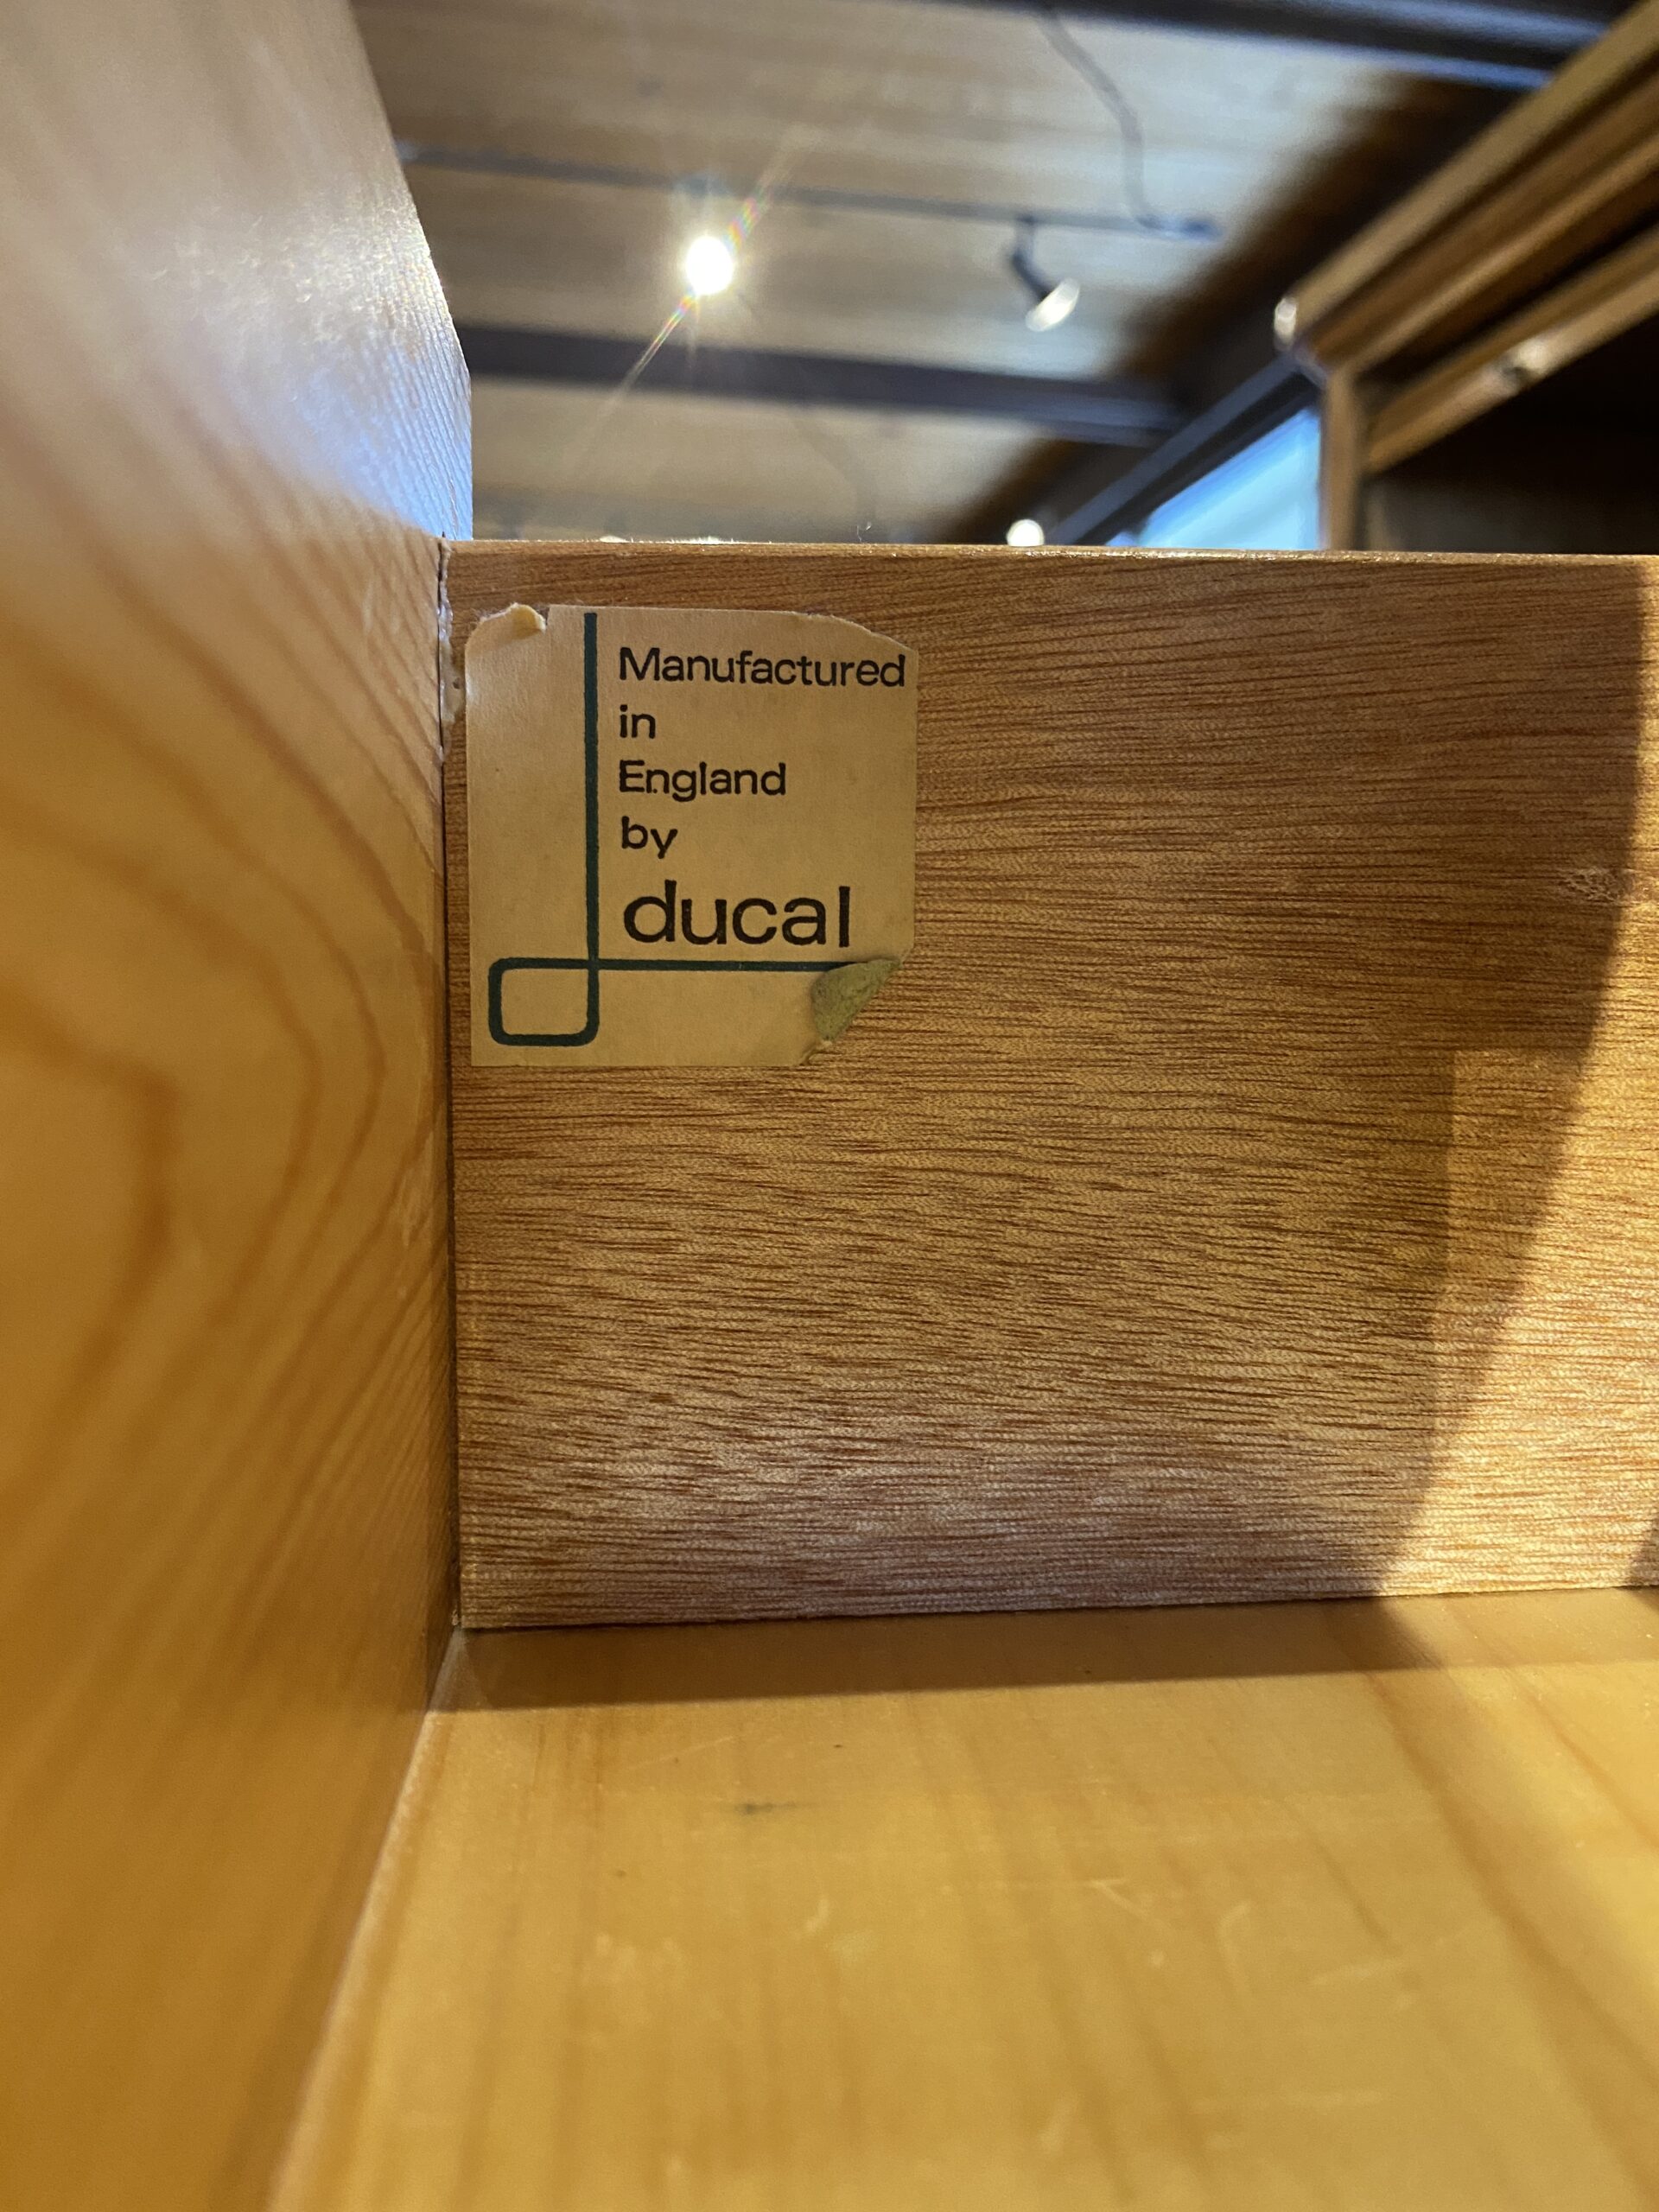 Manufactured
in
England
by
ducal